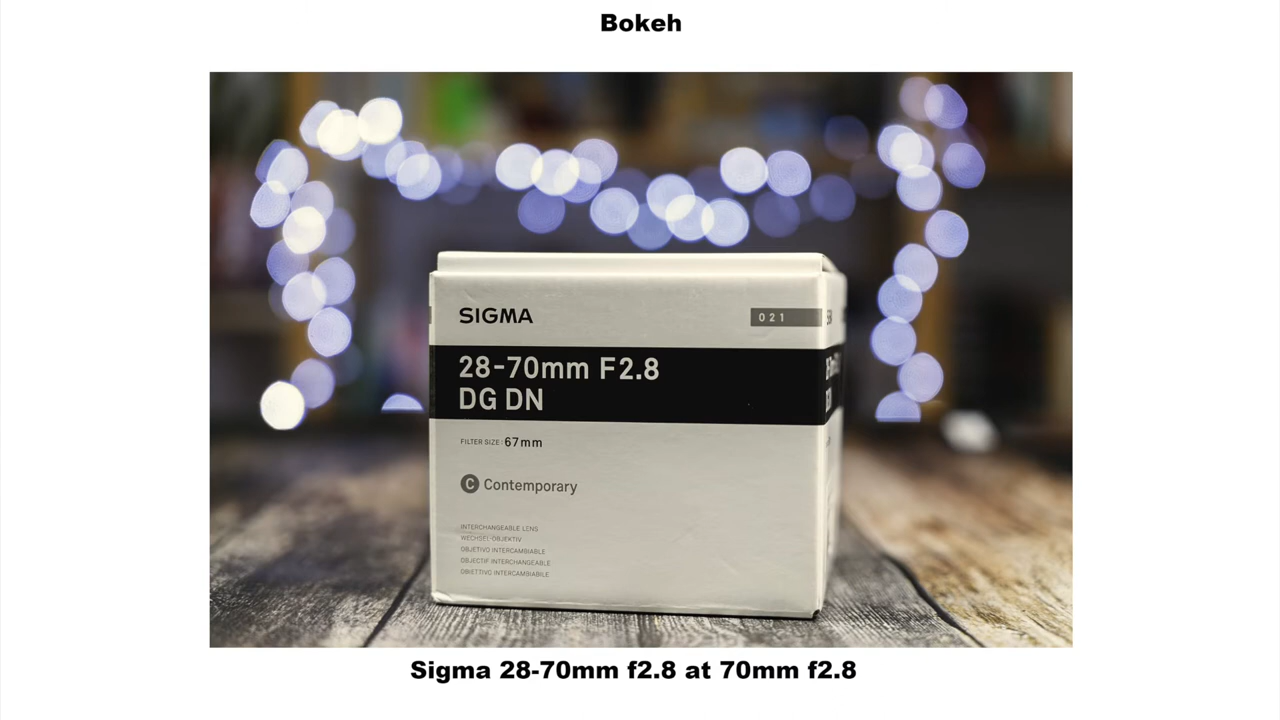 Bokeh
SIGMA
021
28-70mm F2.8
DG DN
FILTER SIZE: 67mm
C Contemporary
INTERCHANGEABLE LENS
WECHSEL-OBJEKTIV
OBJETIVO INTERCAMBIABLE
OBJECTIF INTERCHANGEABLE
OBIETTIVO INTERCAMBIABILE
Sigma 28-70mm f2.8 at 70mm f2.8